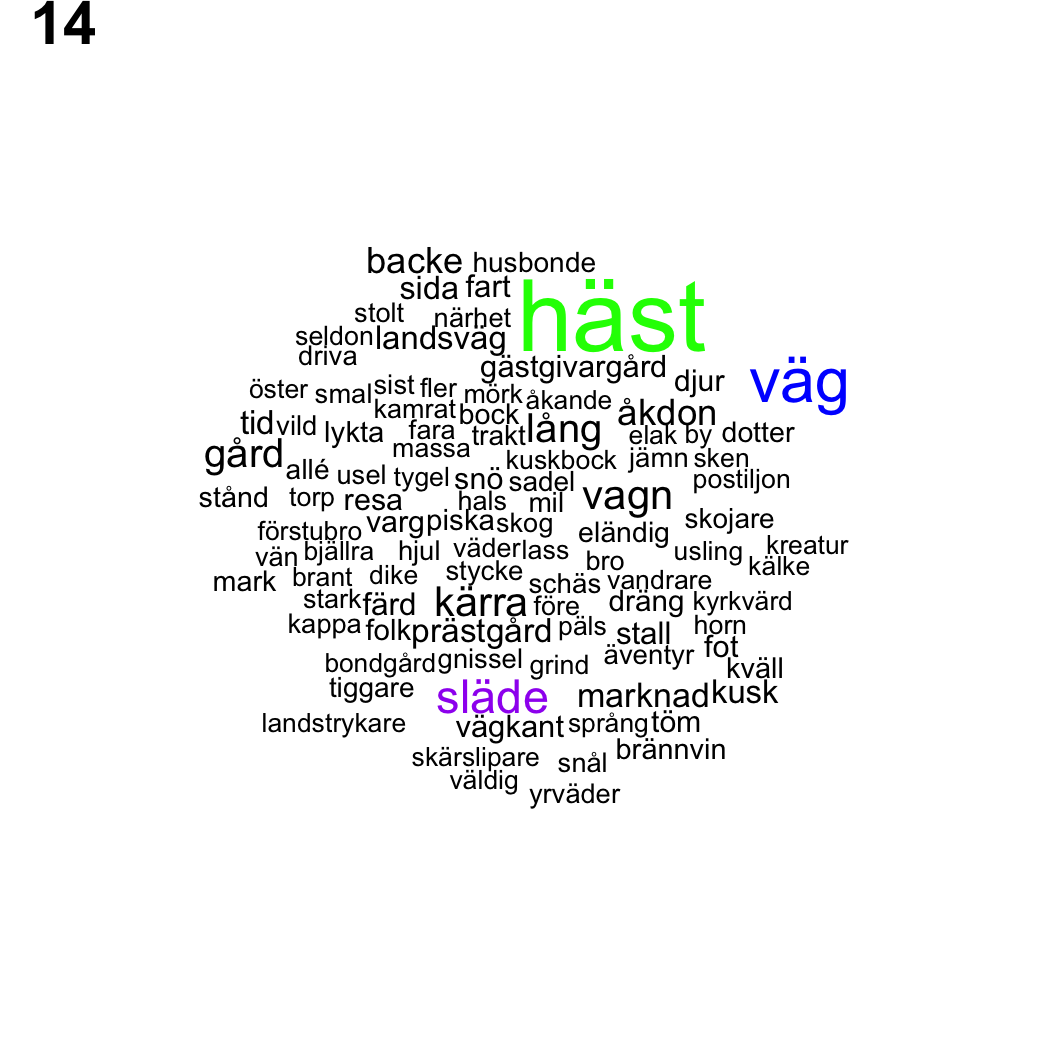 14
backe husbonde
sida fart
häst
stolt närhet
seldon landsväg
driva
gästgivargård djur väg
öster smal sist fler mörk åkande
kamrat bock åkdon
tid vild lykta fara trakt lång elak by dotter
gård massa
allé usel tygel snö sadel kuskbock jämn sken
postiljon
stånd torp resa hals mil vagn
förstubro varg piska skog eländig skojare
vän bjällra hjul väder lass bro usling kreatur
kälke
mark brant dike stycke schäs vandrare
stark färd kärra före dräng kyrkvärd
kappa folk prästgård päls stall horn
fot
bondgård gnissel grind äventyr kväll
tiggare släde marknad kusk
landstrykare vägkant språng töm
skärslipare snål brännvin
väldig
yrväder